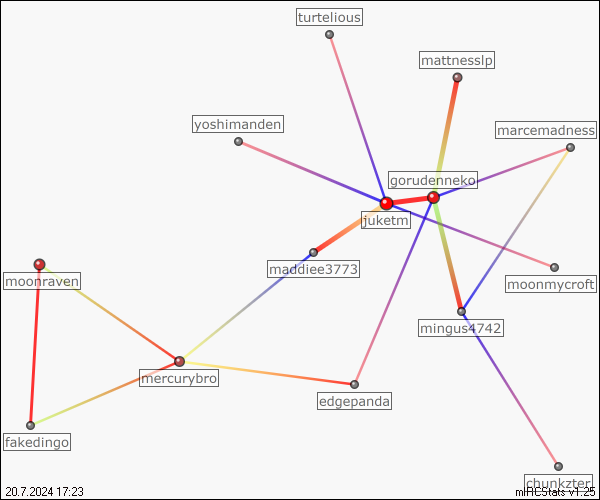 turtelious
mattnesslp
yoshimanden
marcemadness
gorudenneko
juketm
maddiee3773
moonraven
moonmycroft
mingus4742
mercurybro
edgepanda
fakedingo
chunkzter
20.7.2024 17:23
mIRCStats v1.25